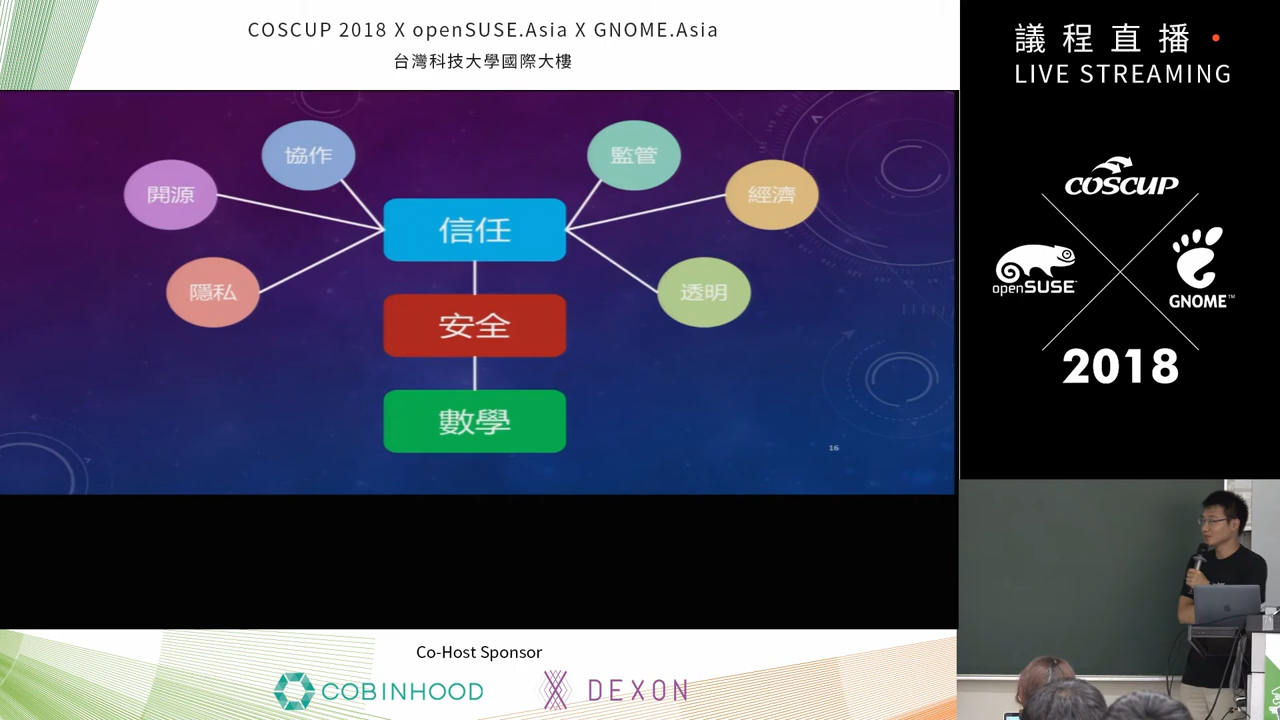 COSCUP 2018 X openSUSE.Asia X GNOME.Asia
台灣科技大學國際大樓
議程直播
LIVE STREAMING
協作
監管
開源
經濟
信任
隱私
透明
安全
數學
16
COSCUP
openSUSE
GNOME™
2018
Co-Host Sponsor
COBINHOOD
DEXON